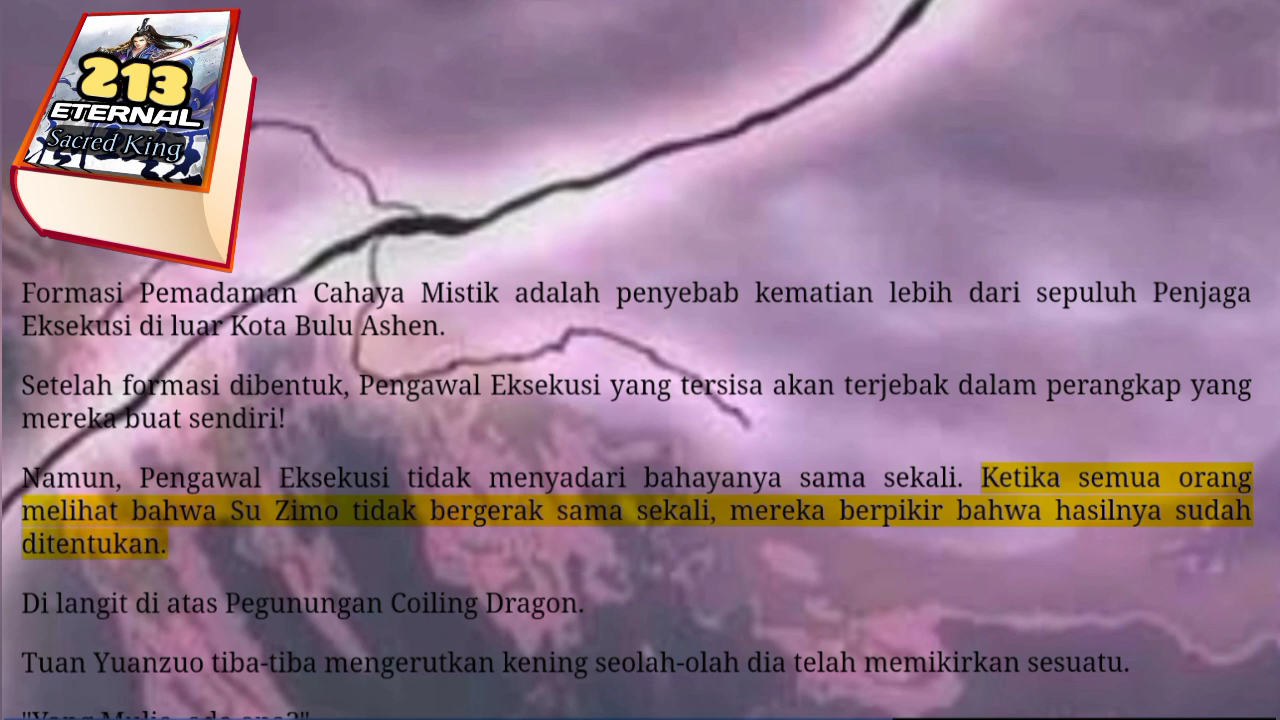 213
ETERNAL
Sacred King
Formasi Pemadaman Cahaya Mistik adalah penyebab kematian lebih dari sepuluh Penjaga
Eksekusi di luar Kota Bulu Ashen.
Setelah formasi dibentuk, Pengawal Eksekusi yang tersisa akan terjebak dalam perangkap yang
mereka buat sendiri!
Namun, Pengawal Eksekusi tidak menyadari bahayanya sama sekali. Ketika semua orang
melihat bahwa Su Zimo tidak bergerak sama sekali, mereka berpikir bahwa hasilnya sudah
ditentukan.
Di langit di atas Pegunungan Coiling Dragon.
Tuan Yuanzuo tiba-tiba mengerutkan kening seolah-olah dia telah memikirkan sesuatu.
"Yang Mulia, ada apa?"